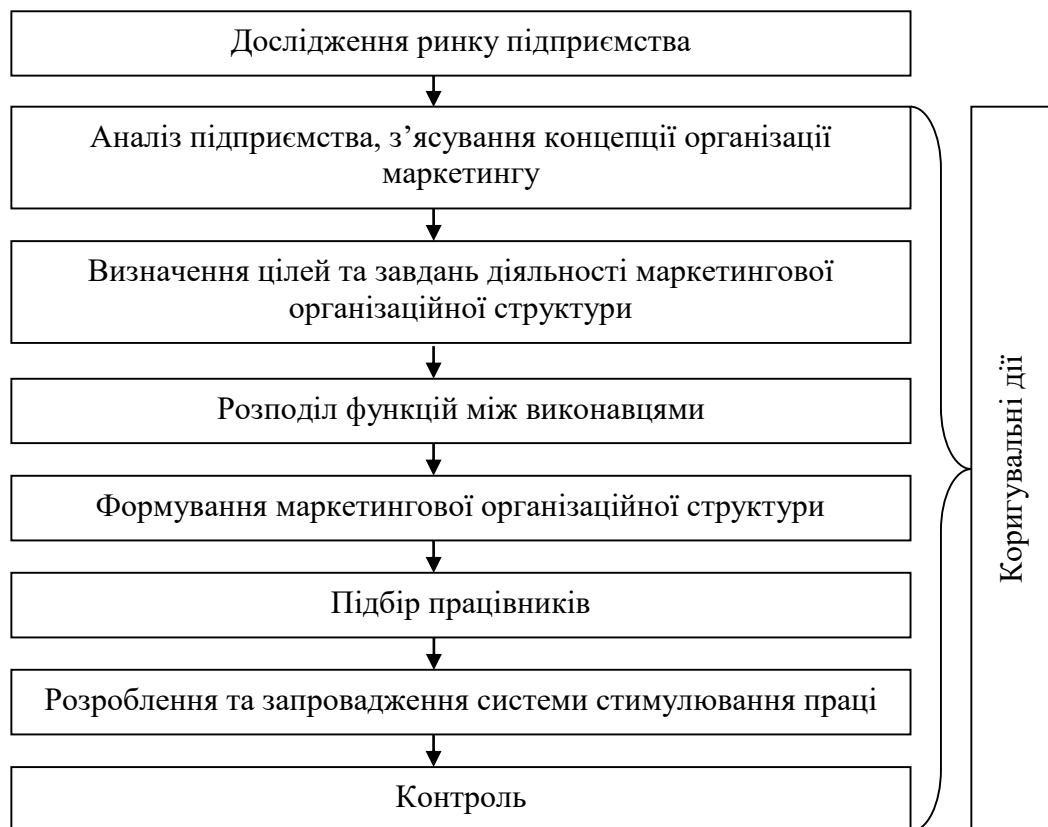 Дослідження ринку підприємства
Аналіз підприємства, з’ясування концепції організації
маркетингу
Визначення цілей та завдань діяльності маркетингової
організаційної структури
Розподіл функцій між виконавцями
Формування маркетингової організаційної структури
Підбір працівників
Розроблення та запровадження системи стимулювання праці
Контроль
Коригувальні дії